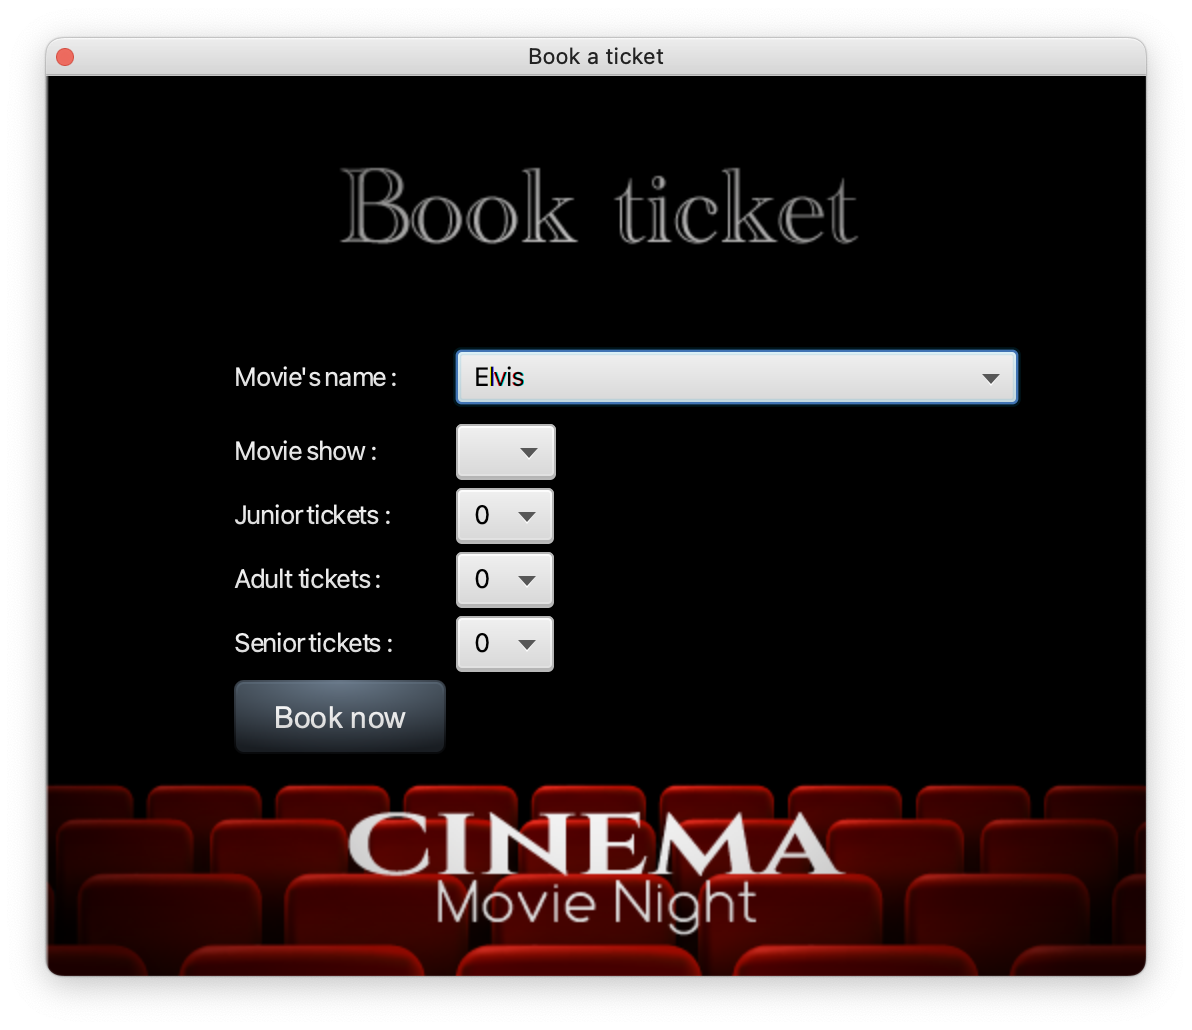 Book a ticket
Book ticket
Movie's name : Elvis
Movie show :
Junior tickets : 0
Adult tickets : 0
Senior tickets : 0
Book now
CINEMA
Movie Night